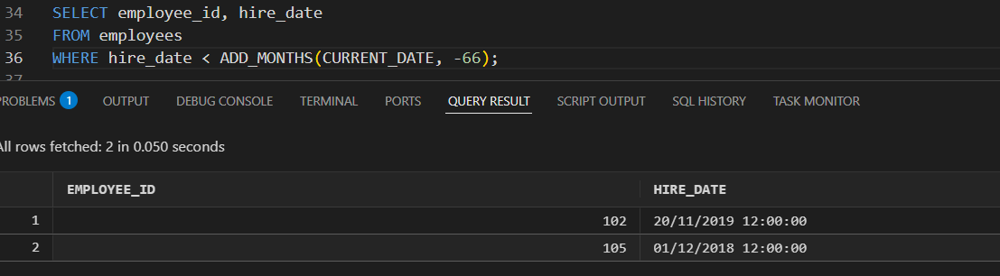 34 SELECT employee_id, hire_date
35 FROM employees
36 WHERE hire_date < ADD_MONTHS(CURRENT_DATE, -66);
37
PROBLEMS 1 OUTPUT DEBUG CONSOLE TERMINAL PORTS QUERY RESULT SCRIPT OUTPUT SQL HISTORY TASK MONITOR
All rows fetched: 2 in 0.050 seconds
EMPLOYEE_ID HIRE_DATE
1 102 20/11/2019 12:00:00
2 105 01/12/2018 12:00:00